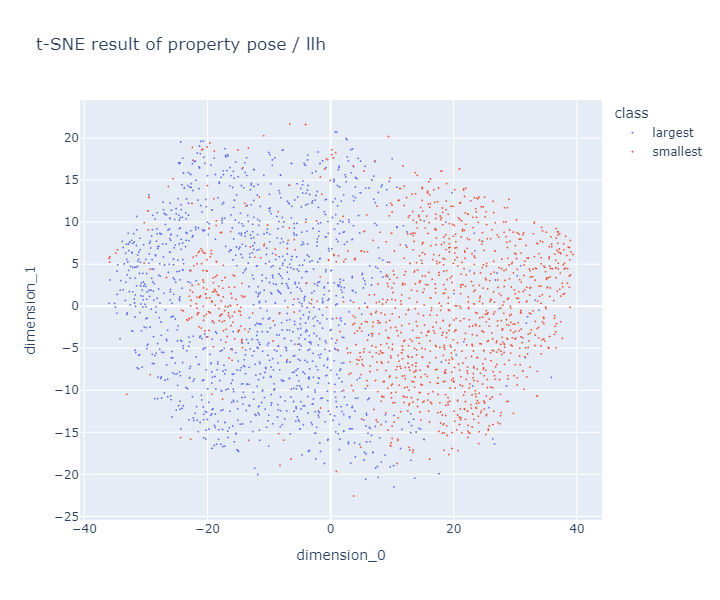 t-SNE result of property pose / llh
class
largest
smallest
20
15
10
5
0
−5
−10
−15
−20
−25
−40
−20
0
20
40
dimension_1
dimension_0